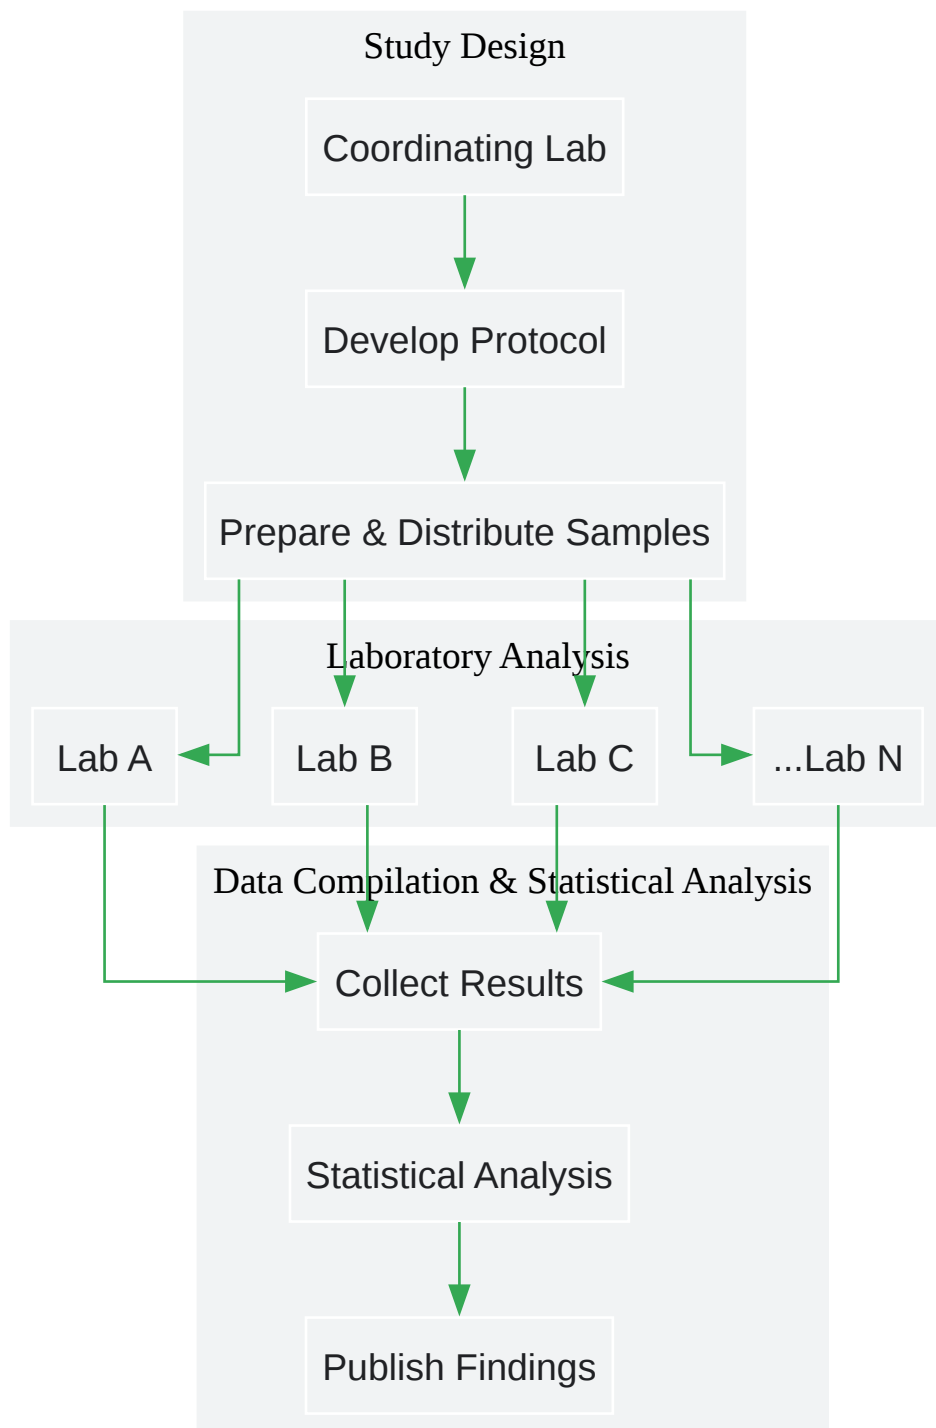 Study Design
Coordinating Lab
Develop Protocol
Prepare & Distribute Samples
Laboratory Analysis
Lab A
Lab B
Lab C
...Lab N
Data Compilation & Statistical Analysis
Collect Results
Statistical Analysis
Publish Findings